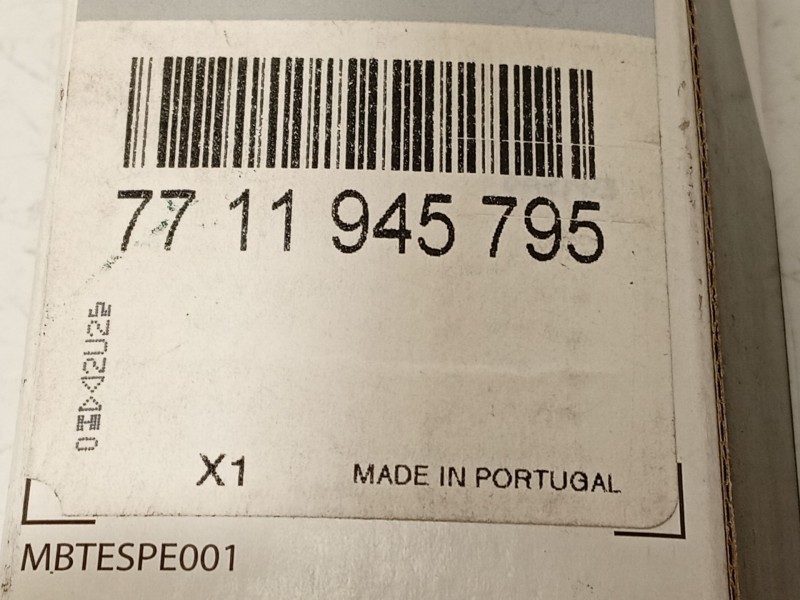 77 11 945 795
X1
MADE IN PORTUGAL
MBTESPE001